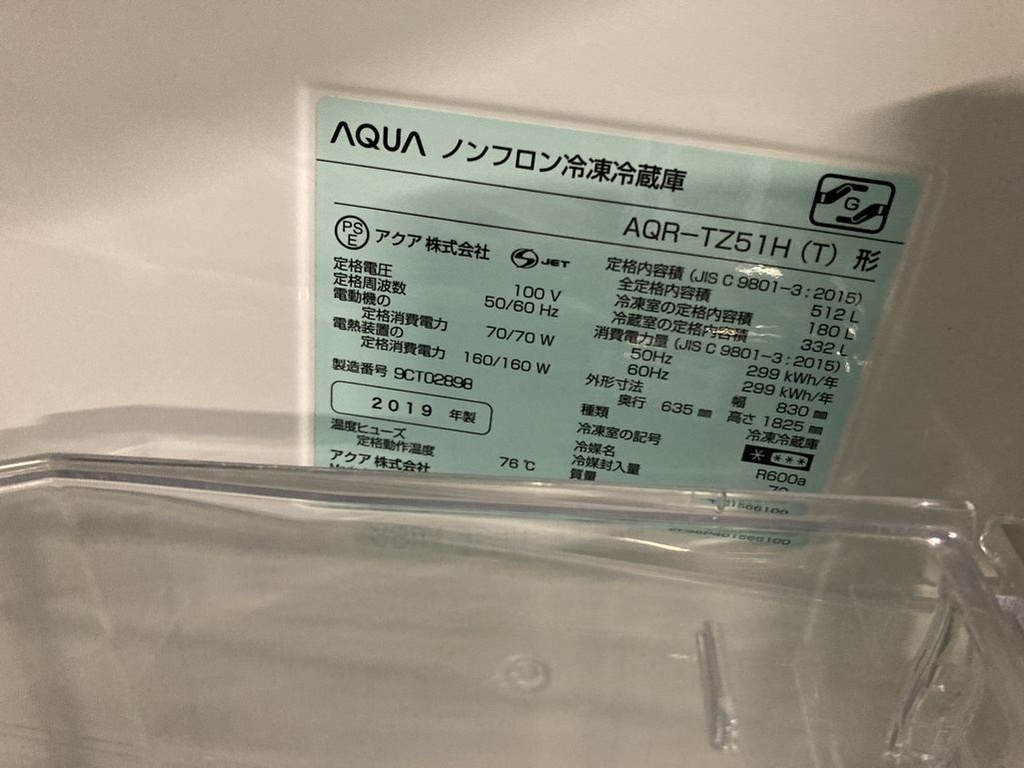 AQUA ノンフロン冷凍冷蔵庫
G
AQR-TZ51H (T) 形
PS E アクア 株式会社 JET
定格電圧 100 V
定格周波数 50/60 Hz
電動機の
定格消費電力 70/70 W
電熱装置の
定格消費電力 160/160 W
製造番号 9CT02898
2019 年製
温度ヒューズ
定格動作温度 76 ℃
アクア 株式会社
定格内容積 (JIS C 9801-3 : 2015)
全定格内容積 512 L
冷凍室の定格内容積 180 L
冷蔵室の定格内容積 332 L
消費電力量 (JIS C 9801-3 : 2015)
50Hz 299 kWh/年
60Hz 299 kWh/年
外形寸法 幅 830 mm
奥行 635 mm 高さ 1825 mm
種類 冷凍冷蔵庫
冷凍室の記号 * ***
冷媒名 R600a
冷媒封入量
質量